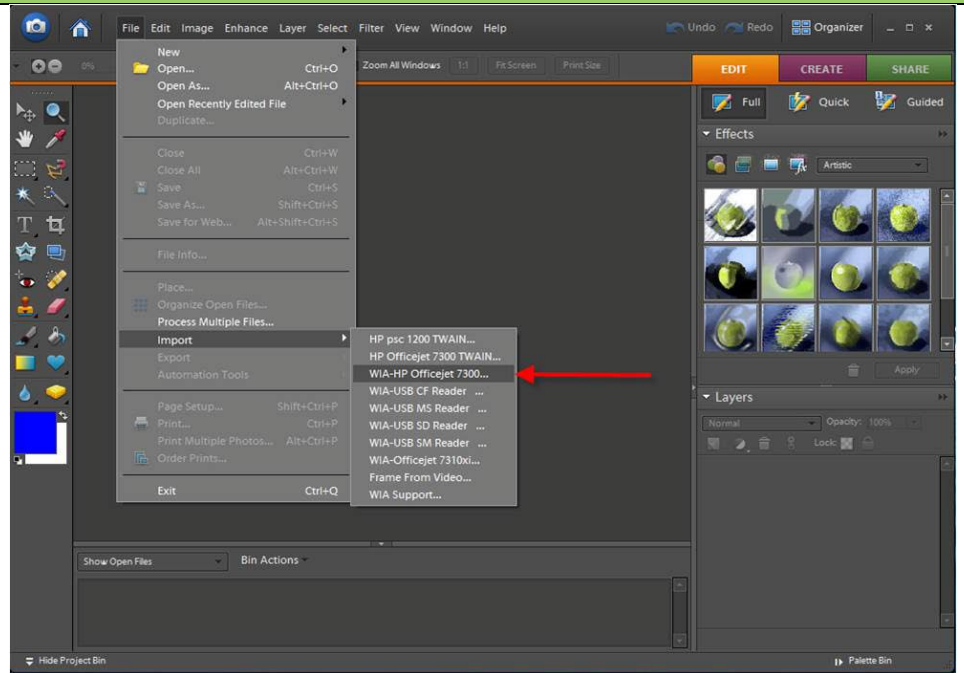 File Edit Image Enhance Layer Select Filter View Window Help
Undo Redo Organizer
0% Zoom All Windows 1:1 Fit Screen Print Size
EDIT CREATE SHARE
New
Open... Ctrl+O
Open As... Alt+Ctrl+O
Open Recently Edited File
Duplicate...
Close Ctrl+W
Close All Alt+Ctrl+W
Save Ctrl+S
Save As... Shift+Ctrl+S
Save for Web... Alt+Shift+Ctrl+S
File Info...
Place...
Organize Open Files...
Process Multiple Files...
Import
Export
Automation Tools
Page Setup... Shift+Ctrl+P
Print... Ctrl+P
Print Multiple Photos... Alt+Ctrl+P
Order Prints...
Exit Ctrl+Q
HP psc 1200 TWAIN...
HP Officejet 7300 TWAIN...
WIA-HP Officejet 7300...
WIA-USB CF Reader ...
WIA-USB MS Reader ...
WIA-USB SD Reader ...
WIA-USB SM Reader ...
WIA-Officejet 7310xi...
Frame From Video...
WIA Support...
Full Quick Guided
Effects
Artistic
Apply
Layers
Normal Opacity: 100%
Lock:
Show Open Files Bin Actions
Hide Project Bin
Palette Bin